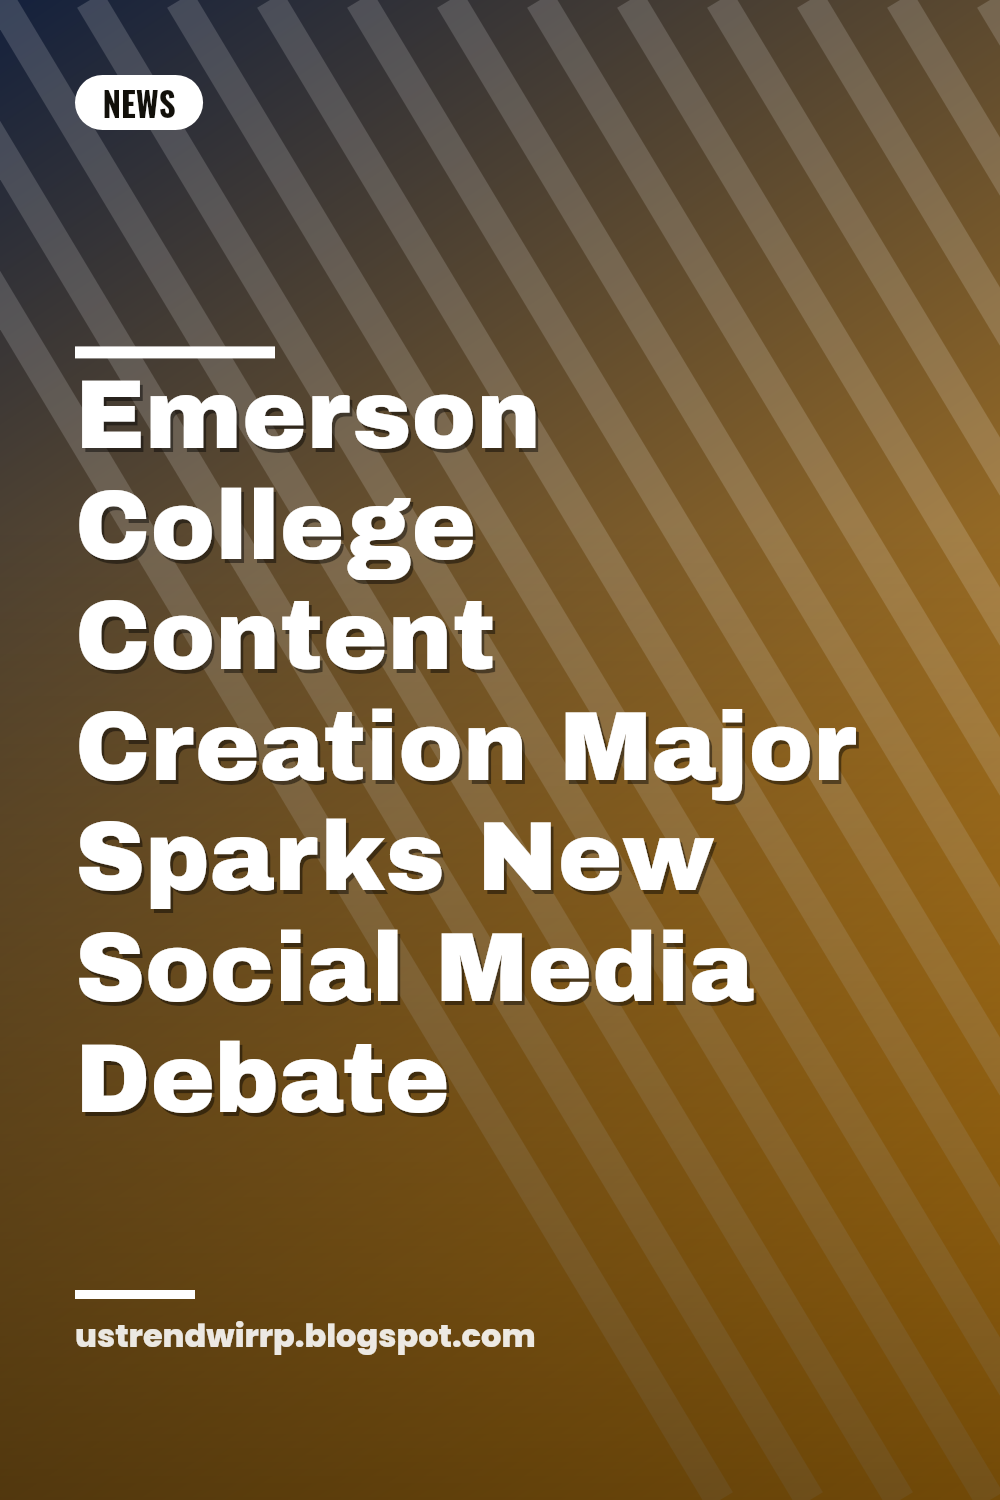 NEWS
Emerson
College
Content
Creation Major
Sparks New
Social Media
Debate
ustrendwirrp.blogspot.com